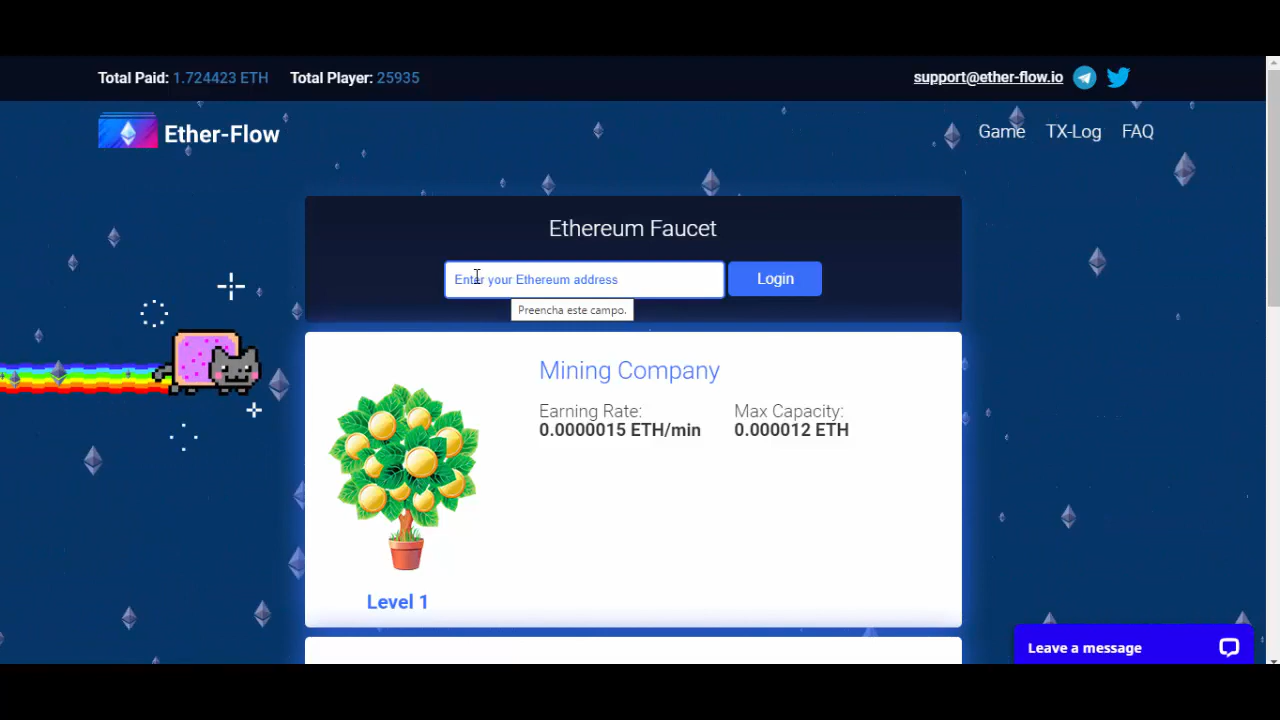 Total Paid: 1.724423 ETH Total Player: 25935 support@ether-flow.io
Ether-Flow Game TX-Log FAQ
Ethereum Faucet
Enter your Ethereum address Login
Preencha este campo.
Mining Company
Earning Rate: Max Capacity:
0.0000015 ETH/min 0.000012 ETH
Level 1
Leave a message